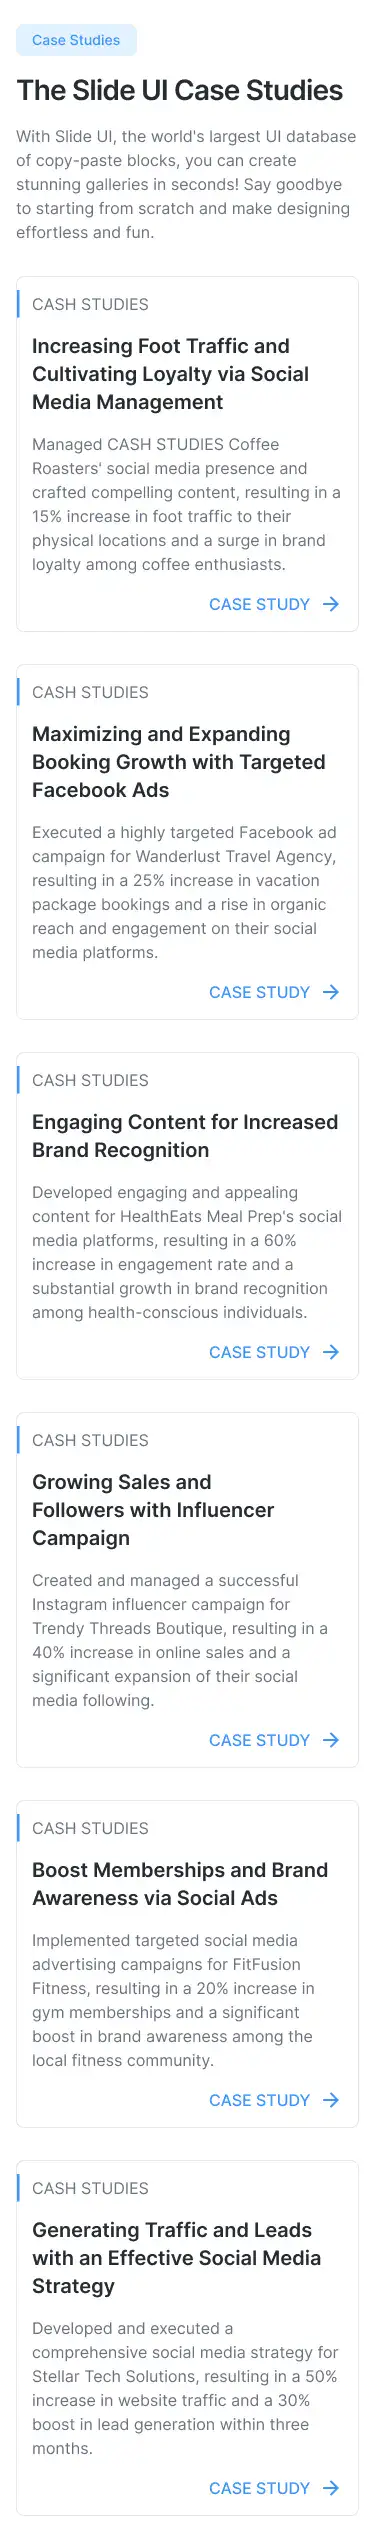 Case Studies
The Slide UI Case Studies
With Slide UI, the world's largest UI database
of copy-paste blocks, you can create
stunning galleries in seconds! Say goodbye
to starting from scratch and make designing
effortless and fun.
CASH STUDIES
Increasing Foot Traffic and
Cultivating Loyalty via Social
Media Management
Managed CASH STUDIES Coffee
Roasters' social media presence and
crafted compelling content, resulting in a
15% increase in foot traffic to their
physical locations and a surge in brand
loyalty among coffee enthusiasts.
CASE STUDY
CASH STUDIES
Maximizing and Expanding
Booking Growth with Targeted
Facebook Ads
Executed a highly targeted Facebook ad
campaign for Wanderlust Travel Agency,
resulting in a 25% increase in vacation
package bookings and a rise in organic
reach and engagement on their social
media platforms.
CASE STUDY
CASH STUDIES
Engaging Content for Increased
Brand Recognition
Developed engaging and appealing
content for HealthEats Meal Prep's social
media platforms, resulting in a 60%
increase in engagement rate and a
substantial growth in brand recognition
among health-conscious individuals.
CASE STUDY
CASH STUDIES
Growing Sales and
Followers with Influencer
Campaign
Created and managed a successful
Instagram influencer campaign for
Trendy Threads Boutique, resulting in a
40% increase in online sales and a
significant expansion of their social
media following.
CASE STUDY
CASH STUDIES
Boost Memberships and Brand
Awareness via Social Ads
Implemented targeted social media
advertising campaigns for FitFusion
Fitness, resulting in a 20% increase in
gym memberships and a significant
boost in brand awareness among the
local fitness community.
CASE STUDY
CASH STUDIES
Generating Traffic and Leads
with an Effective Social Media
Strategy
Developed and executed a
comprehensive social media strategy for
Stellar Tech Solutions, resulting in a 50%
increase in website traffic and a 30%
boost in lead generation within three
months.
CASE STUDY